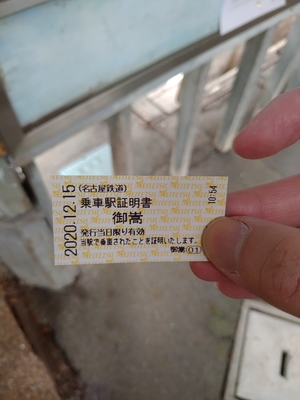 2020.12.15
(名古屋鉄道)
乗車駅証明書
御嵩
発行当日限り有効
当駅で乗車されたことを証明いたします。
御嵩01
10:54